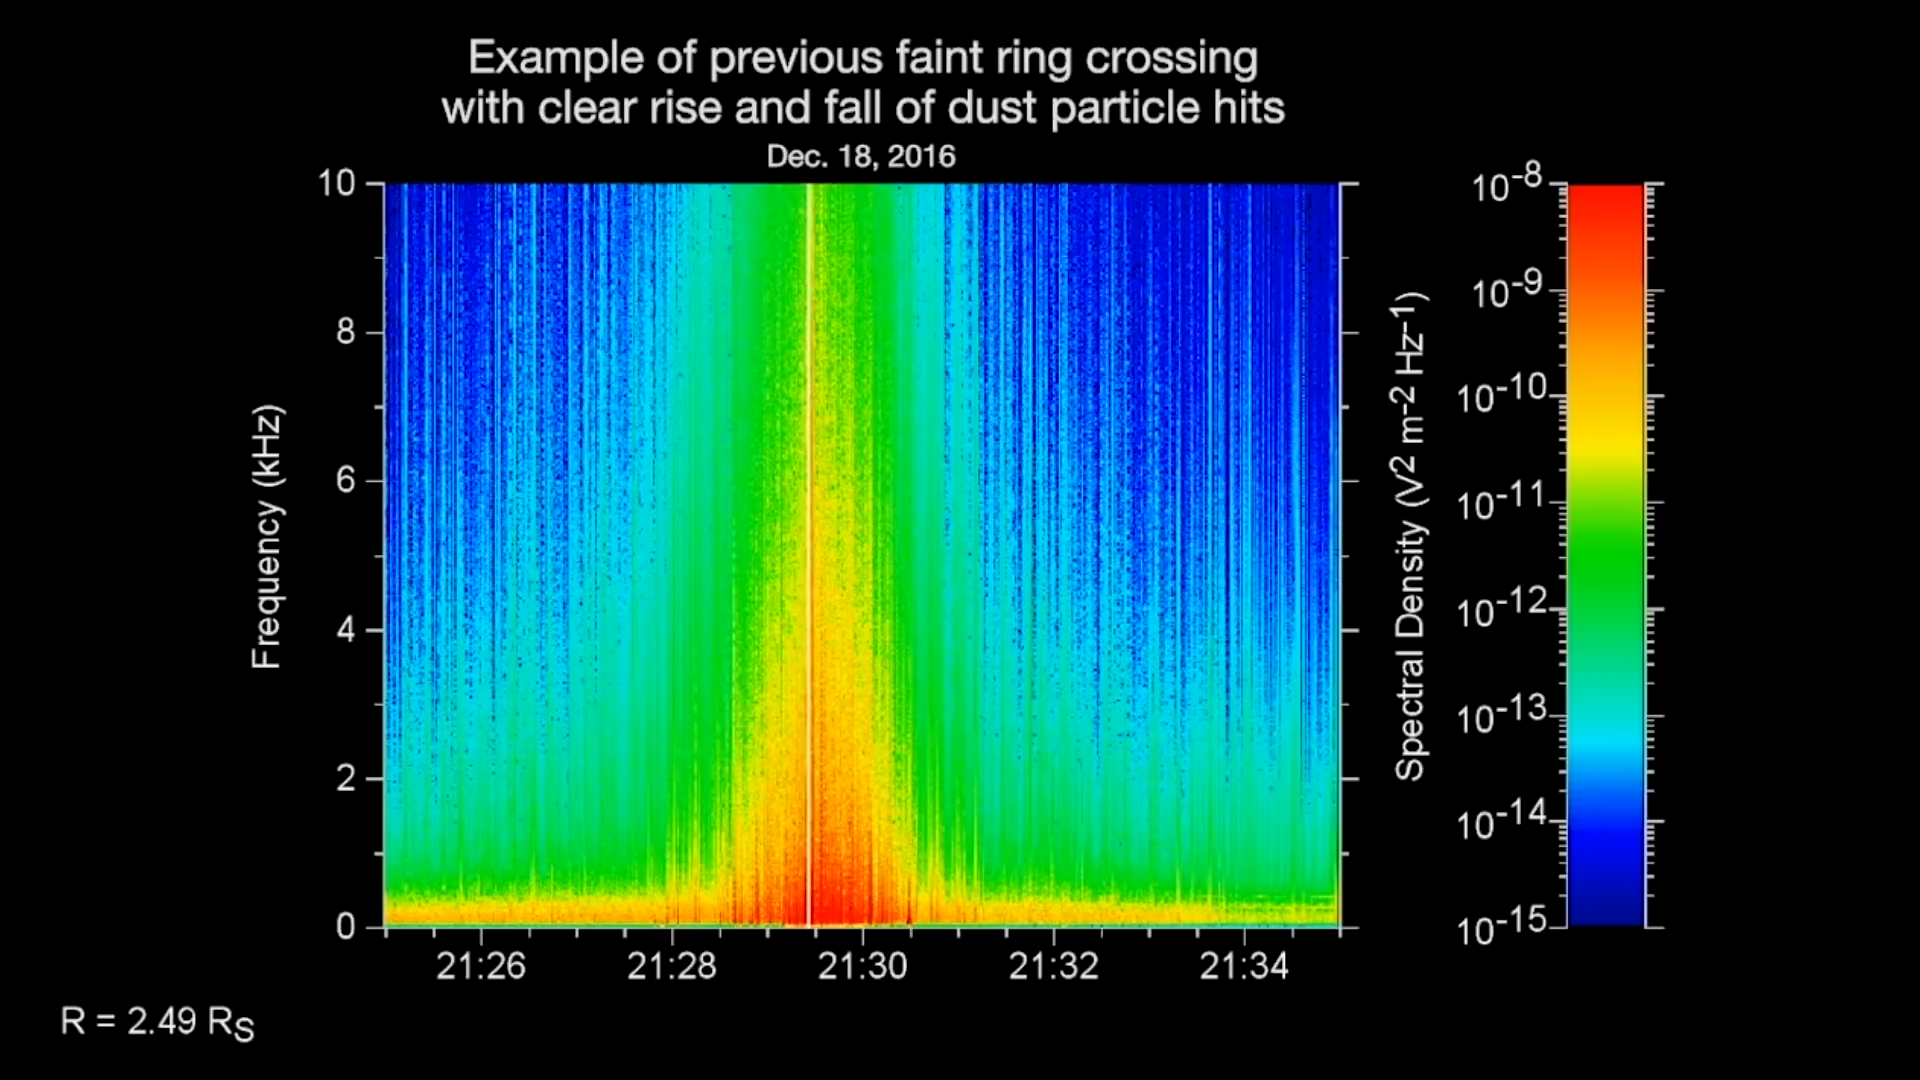 Example of previous faint ring crossing
with clear rise and fall of dust particle hits
Dec. 18, 2016
Frequency (kHz)
10
8
6
4
2
0
21:26 21:28 21:30 21:32 21:34
Spectral Density (V2 m-2 Hz-1)
10-8
10-9
10-10
10-11
10-12
10-13
10-14
10-15
R = 2.49 RS